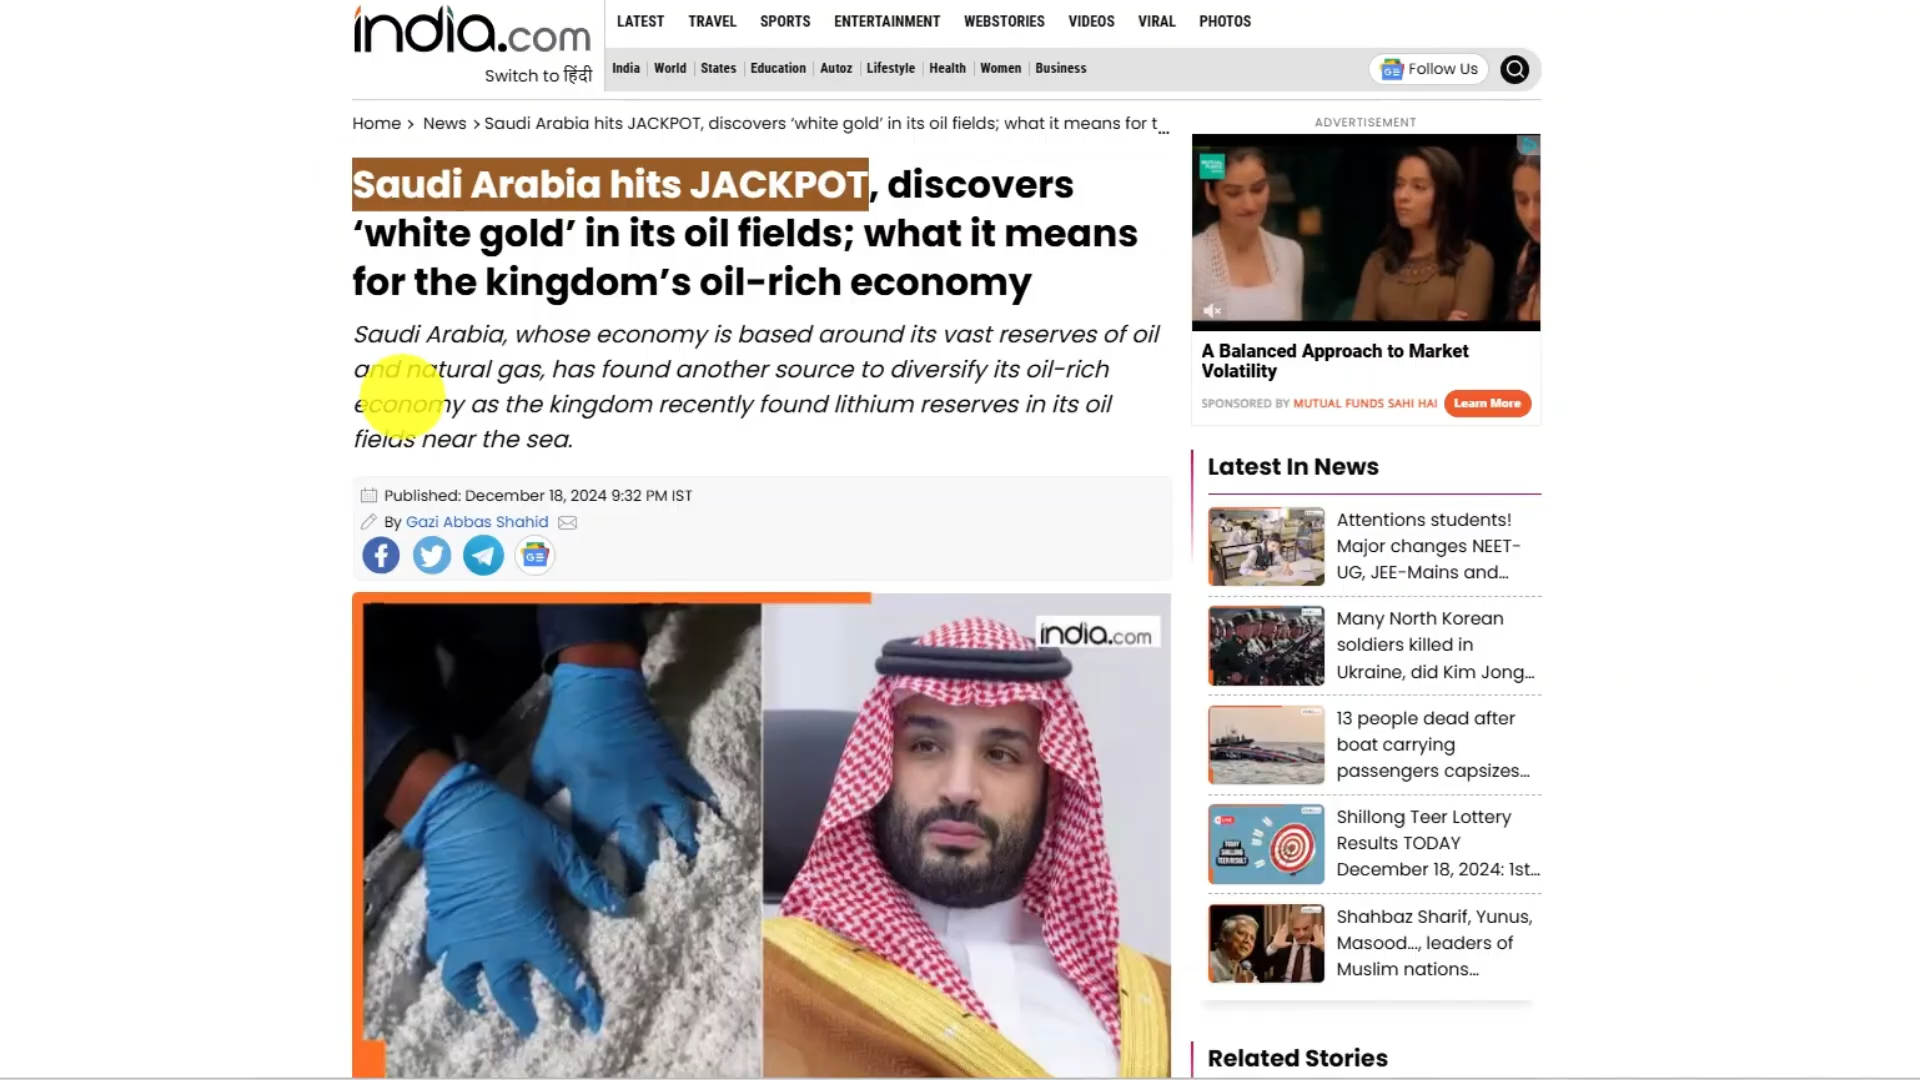 india.com
Switch to हिंदी
LATEST TRAVEL SPORTS ENTERTAINMENT WEBSTORIES VIDEOS VIRAL PHOTOS
India World States Education Autoz Lifestyle Health Women Business
GE Follow Us
Home > News > Saudi Arabia hits JACKPOT, discovers ‘white gold’ in its oil fields; what it means for t...
Saudi Arabia hits JACKPOT, discovers
‘white gold’ in its oil fields; what it means
for the kingdom’s oil-rich economy
Saudi Arabia, whose economy is based around its vast reserves of oil
and natural gas, has found another source to diversify its oil-rich
economy as the kingdom recently found lithium reserves in its oil
fields near the sea.
Published: December 18, 2024 9:32 PM IST
By Gazi Abbas Shahid
GE
india.com
ADVERTISEMENT
A Balanced Approach to Market
Volatility
SPONSORED BY MUTUAL FUNDS SAHI HAI Learn More
Latest In News
Attentions students!
Major changes NEET-
UG, JEE-Mains and...
Many North Korean
soldiers killed in
Ukraine, did Kim Jong...
13 people dead after
boat carrying
passengers capsizes...
Shillong Teer Lottery
Results TODAY
December 18, 2024: 1st...
Shahbaz Sharif, Yunus,
Masood..., leaders of
Muslim nations...
Related Stories